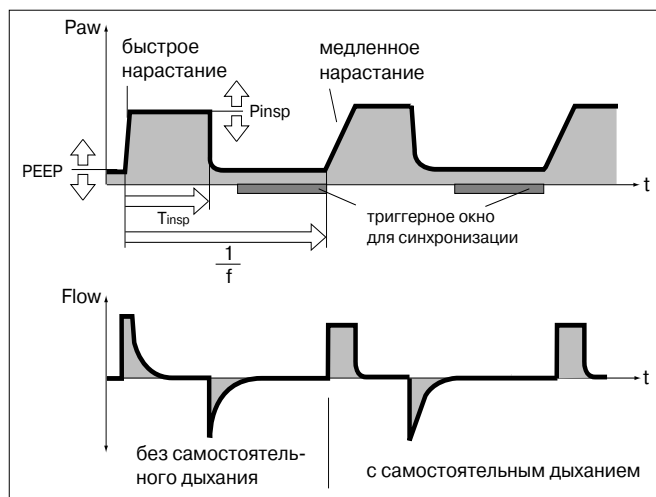 Paw
быстрое
нарастание
медленное
нарастание
Pinsp
PEEP
t
Tinsp
триггерное окно
для синхронизации
1
f
Flow
t
без самостоятель-
ного дыхания
с самостоятельным дыханием